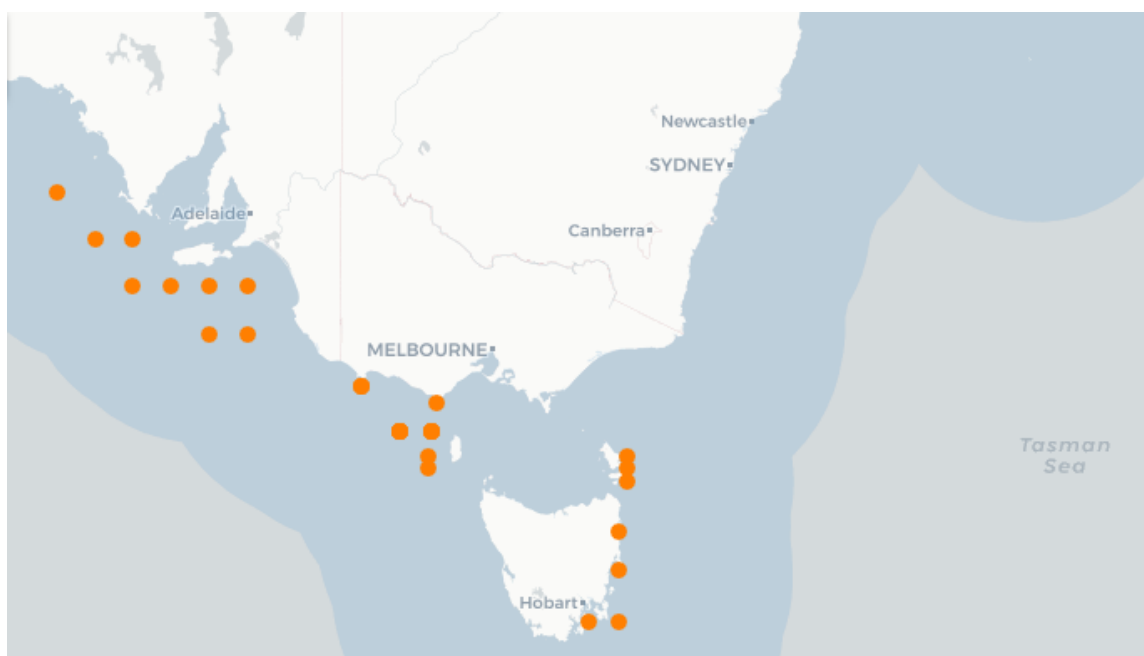 Newcastle
SYDNEY
Adelaide
Canberra
MELBOURNE
Tasman
Sea
Hobart